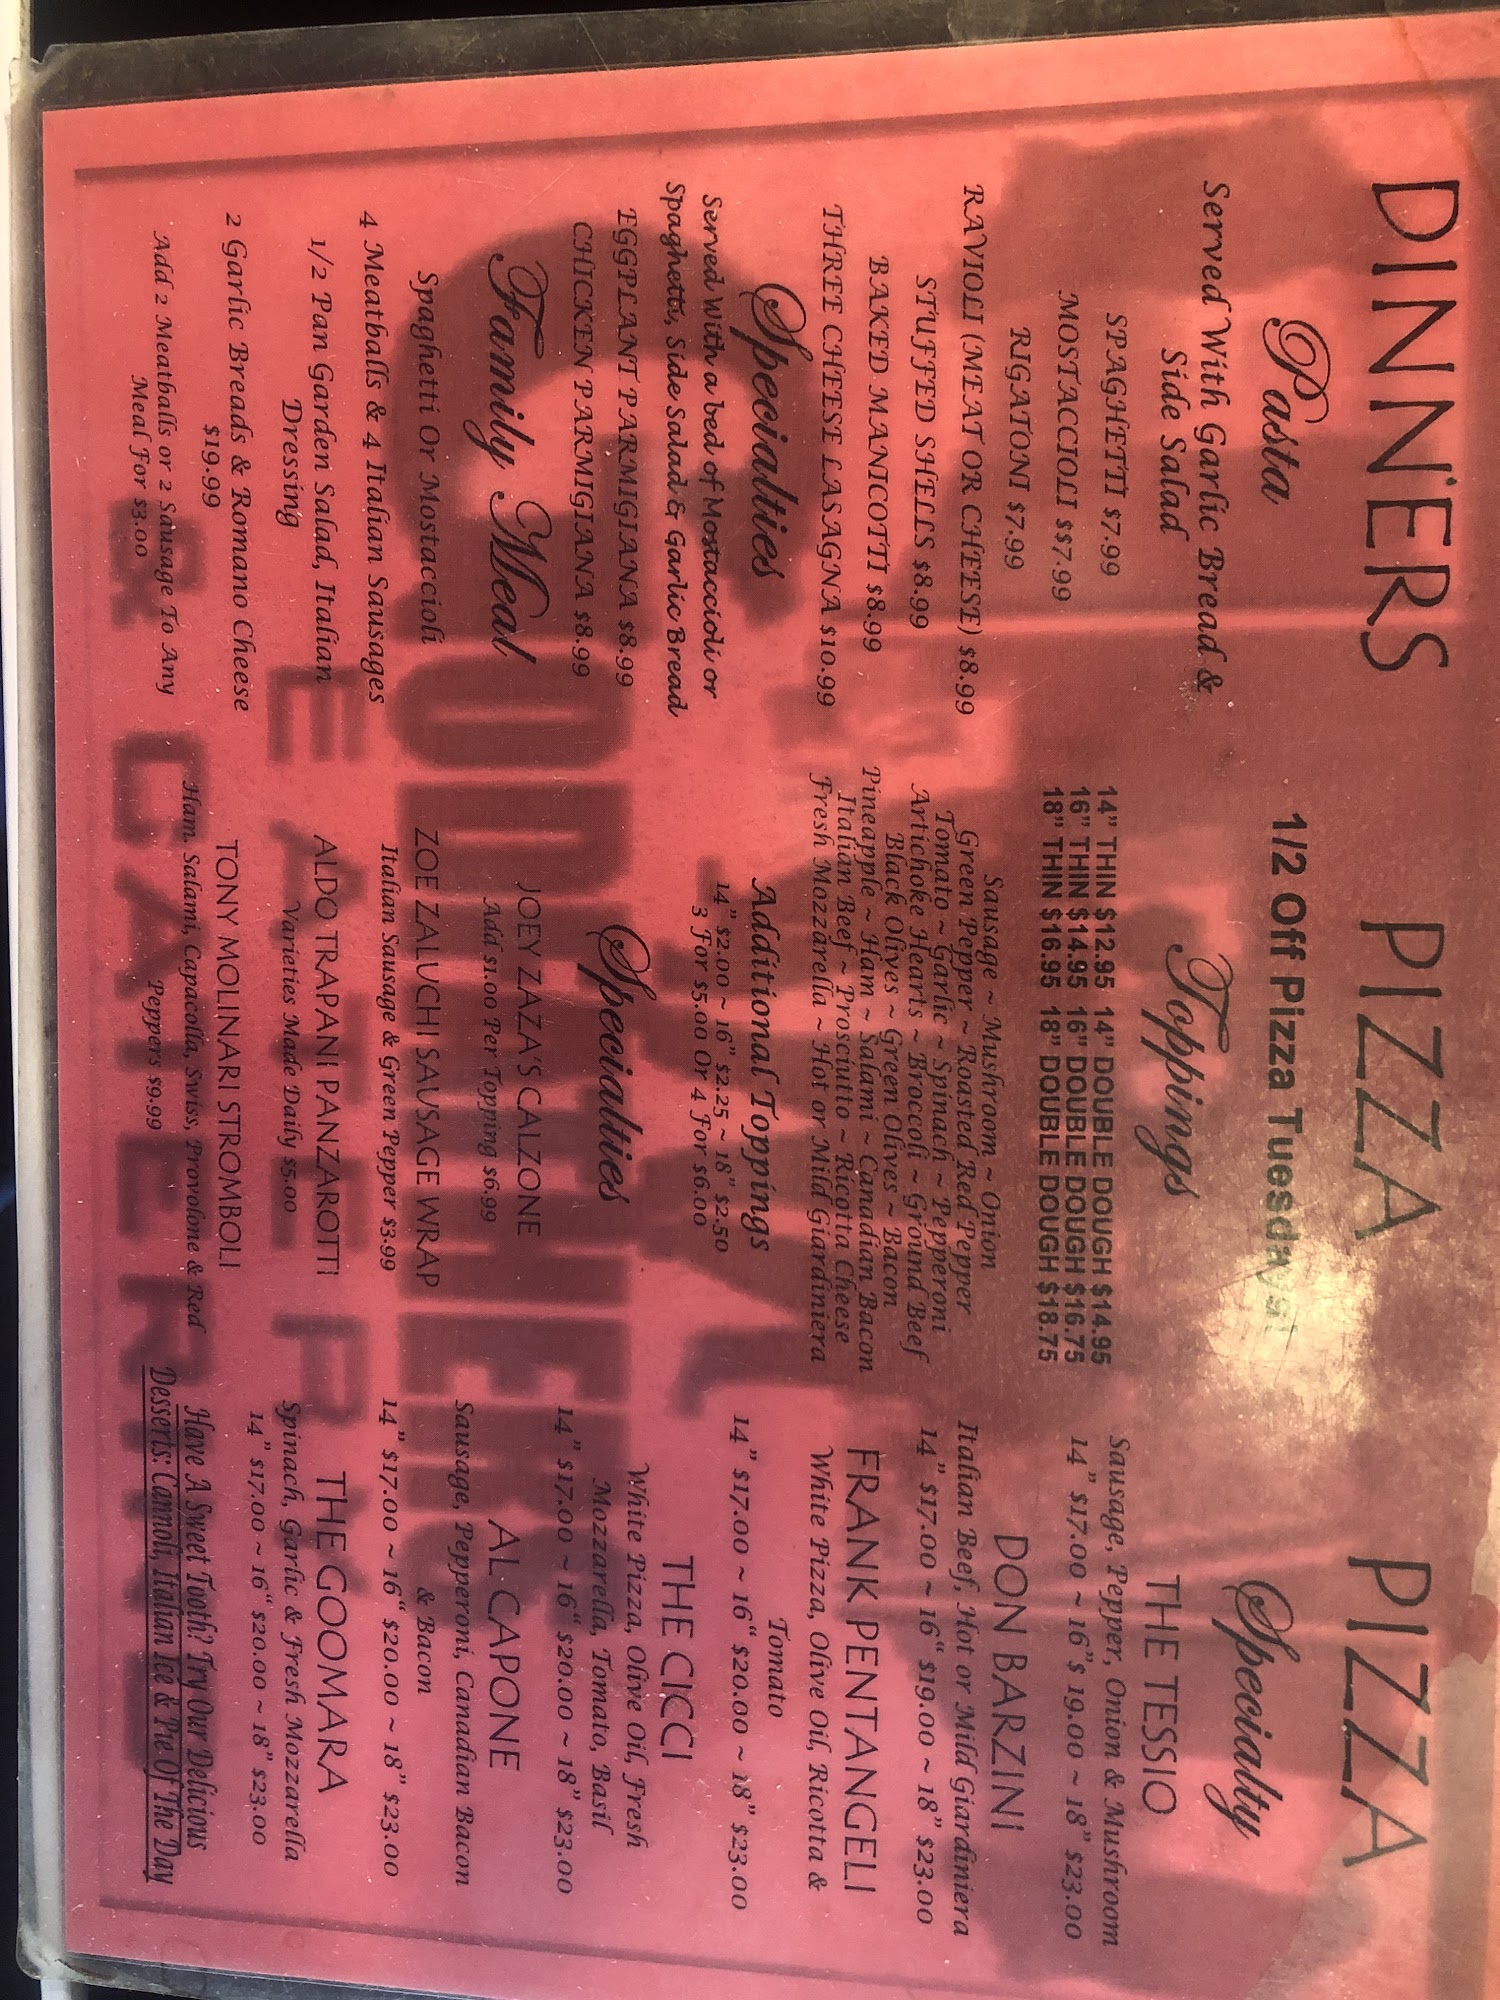 DINNERS
Pasta
Served With Garlic Bread &
Side Salad
SPAGHETTI $7.99
MOSTACCIOLI $$7.99
RIGATONI $7.99
RAVIOLI (MEAT OR CHEESE) $8.99
STUFFED SHELLS $8.99
BAKED MANICOTTI $8.99
THREE CHEESE LASAGNA $10.99
Specialties
Served With a bed of Mostaccioli or
Spaghetti, Side Salad & Garlic Bread
EGGPLANT PARMIGIANA $8.99
CHICKEN PARMIGIANA $8.99
Family Meal
Spaghetti Or Mostaccioli
4 Meatballs & 4 Italian Sausages
1/2 Pan Garden Salad, Italian
Dressing
2 Garlic Breads & Romano Cheese
$19.99
Add 2 Meatballs or 2 Sausage To Any
Meal For $3.00
PIZZA
1/2 Off Pizza Tuesdays!
14" THIN $12.95 14" DOUBLE DOUGH $14.95
16" THIN $14.95 16" DOUBLE DOUGH $16.75
18" THIN $16.95 18" DOUBLE DOUGH $18.75
Toppings
Sausage ~ Mushroom ~ Onion
Green Pepper ~ Roasted Red Pepper
Tomato ~ Garlic ~ Spinach ~ Pepperoni
Artichoke Hearts ~ Broccoli ~ Ground Beef
Black Olives ~ Green Olives ~ Bacon
Pineapple ~ Ham ~ Salami ~ Canadian Bacon
Italian Beef ~ Prosciutto ~ Ricotta Cheese
Fresh Mozzarella ~ Hot or Mild Giardiniera
Additional Toppings
14" $2.00 ~ 16" $2.25 ~ 18" $2.50
3 For $5.00 Or 4 For $6.00
Specialties
JOEY ZAZA'S CALZONE
Add $1.00 Per Topping $6.99
ZOE ZALUCHI SAUSAGE WRAP
Italian Sausage & Green Pepper $3.99
ALDO TRAPANI PANZAROTTI
Varieties Made Daily $5.00
TONY MOLINARI STROMBOLI
Ham. Salami, Capacolla, Swiss, Provolone & Red
Peppers $9.99
PIZZA
Specialty
THE TESSIO
Sausage, Pepper, Onion & Mushroom
14" $17.00 ~ 16"$ 19.00 ~ 18" $23.00
DON BARZINI
Italian Beef, Hot or Mild Giardiniera
14" $17.00 ~ 16" $19.00 ~ 18" $23.00
FRANK PENTANGELI
White Pizza, Olive Oil, Ricotta &
Tomato
14" $17.00 ~ 16" $20.00 ~ 18" $23.00
THE CICCI
White Pizza, Olive Oil, Fresh
Mozzarella, Tomato, Basil
14" $17.00 ~ 16" $20.00 ~ 18" $23.00
AL CAPONE
Sausage, Pepperoni, Canadian Bacon
& Bacon
14" $17.00 ~ 16" $20.00 ~ 18" $23.00
THE GOOMARA
Spinach, Garlic & Fresh Mozzarella
14" $17.00 ~ 16" $20.00 ~ 18" $23.00
Have A Sweet Tooth? Try Our Delicious
Desserts: Cannoli, Italian Ice & Pie Of The Day